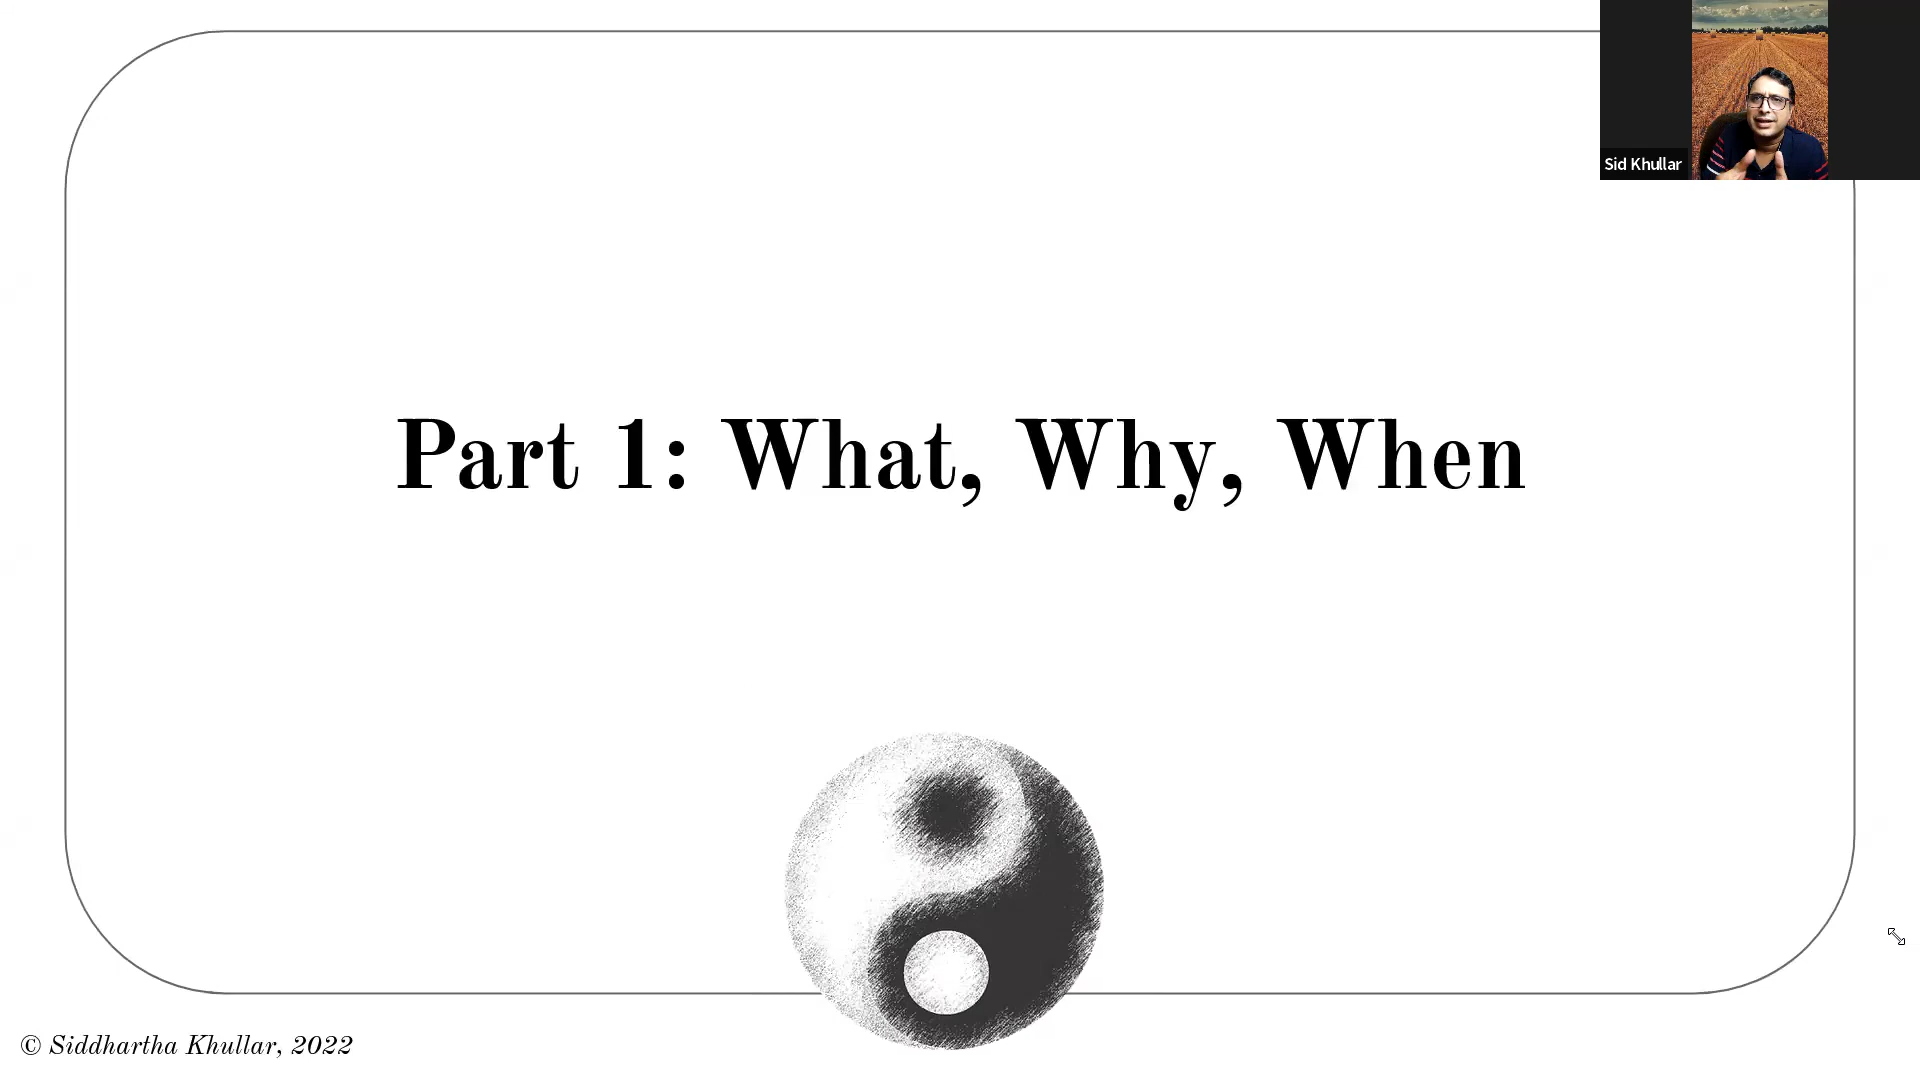 Sid Khullar
Part 1: What, Why, When
© Siddhartha Khullar, 2022